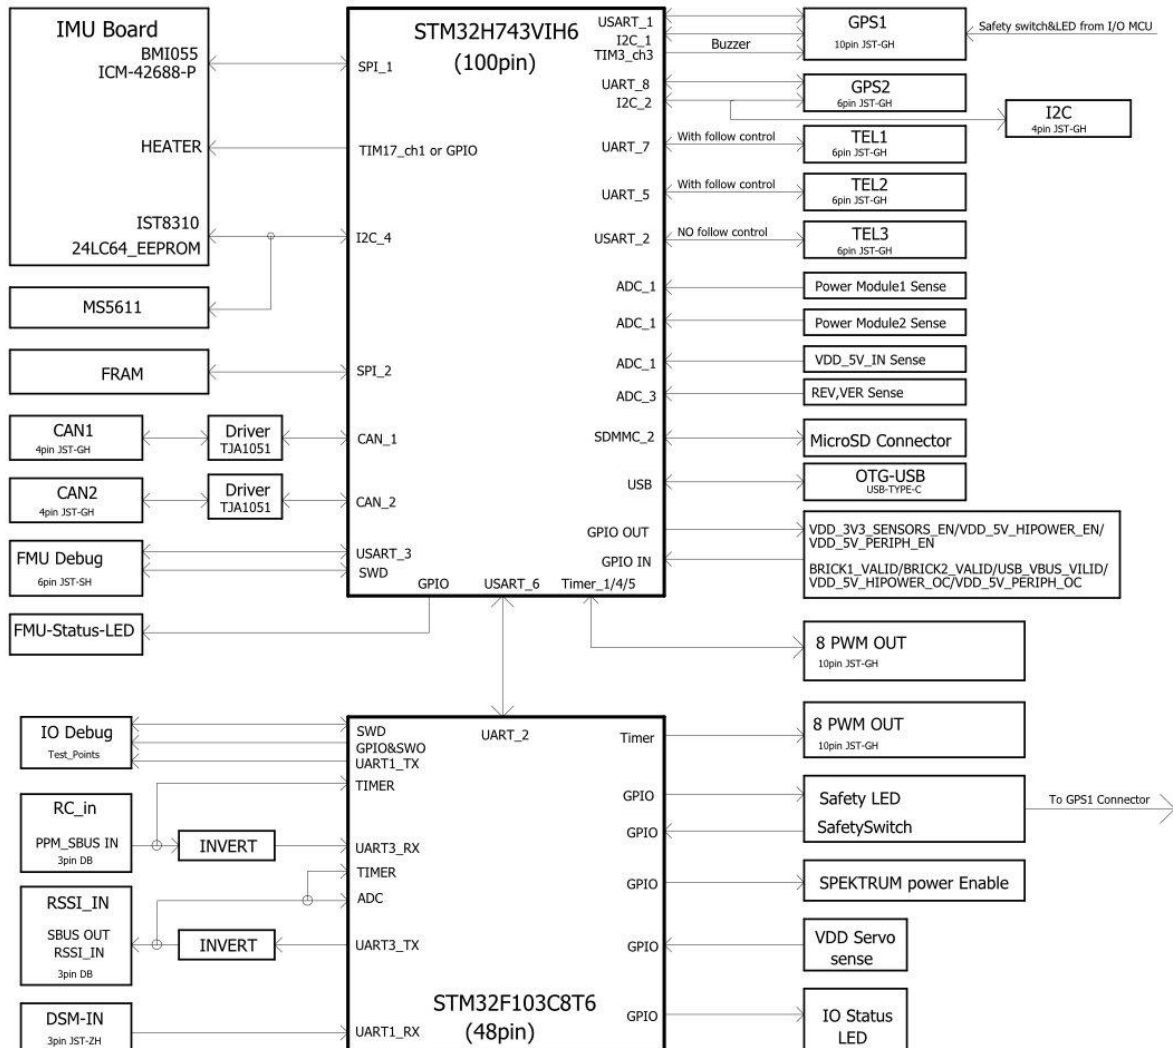 IMU Board
BMI055
ICM-42688-P
HEATER
IST8310
24LC64_EEPROM
MS5611
FRAM
CAN1
4pin JST-GH
Driver
TJA1051
CAN2
4pin JST-GH
Driver
TJA1051
FMU Debug
6pin JST-SH
FMU-Status-LED
STM32H743VIH6
(100pin)
SPI_1
TIM17_ch1 or GPIO
I2C_4
SPI_2
CAN_1
CAN_2
USART_3
SWD
GPIO
USART_6
Timer_1/4/5
USART_1
I2C_1
TIM3_ch3
UART_8
I2C_2
UART_7
UART_5
USART_2
ADC_1
ADC_1
ADC_1
ADC_3
SDMMC_2
USB
GPIO OUT
GPIO IN
Buzzer
With follow control
With follow control
NO follow control
GPS1
10pin JST-GH
Safety switch&LED from I/O MCU
GPS2
6pin JST-GH
I2C
4pin JST-GH
TEL1
6pin JST-GH
TEL2
6pin JST-GH
TEL3
6pin JST-GH
Power Module1 Sense
Power Module2 Sense
VDD_5V_IN Sense
REV,VER Sense
MicroSD Connector
OTG-USB
USB-TYPE-C
VDD_3V3_SENSORS_EN/VDD_5V_HIPOWER_EN/
VDD_5V_PERIPH_EN
BRICK1_VALID/BRICK2_VALID/USB_VBUS_VILID/
VDD_5V_HIPOWER_OC/VDD_5V_PERIPH_OC
8 PWM OUT
10pin JST-GH
IO Debug
Test_Points
RC_in
PPM_SBUS IN
3pin DB
INVERT
RSSI_IN
SBUS OUT
RSSI_IN
3pin DB
INVERT
DSM-IN
3pin JST-ZH
SWD
GPIO&SWO
UART1_TX
TIMER
UART3_RX
TIMER
ADC
UART3_TX
UART1_RX
UART_2
STM32F103C8T6
(48pin)
Timer
GPIO
GPIO
GPIO
GPIO
GPIO
8 PWM OUT
10pin JST-GH
Safety LED
SafetySwitch
To GPS1 Connector
SPEKTRUM power Enable
VDD Servo
sense
IO Status
LED